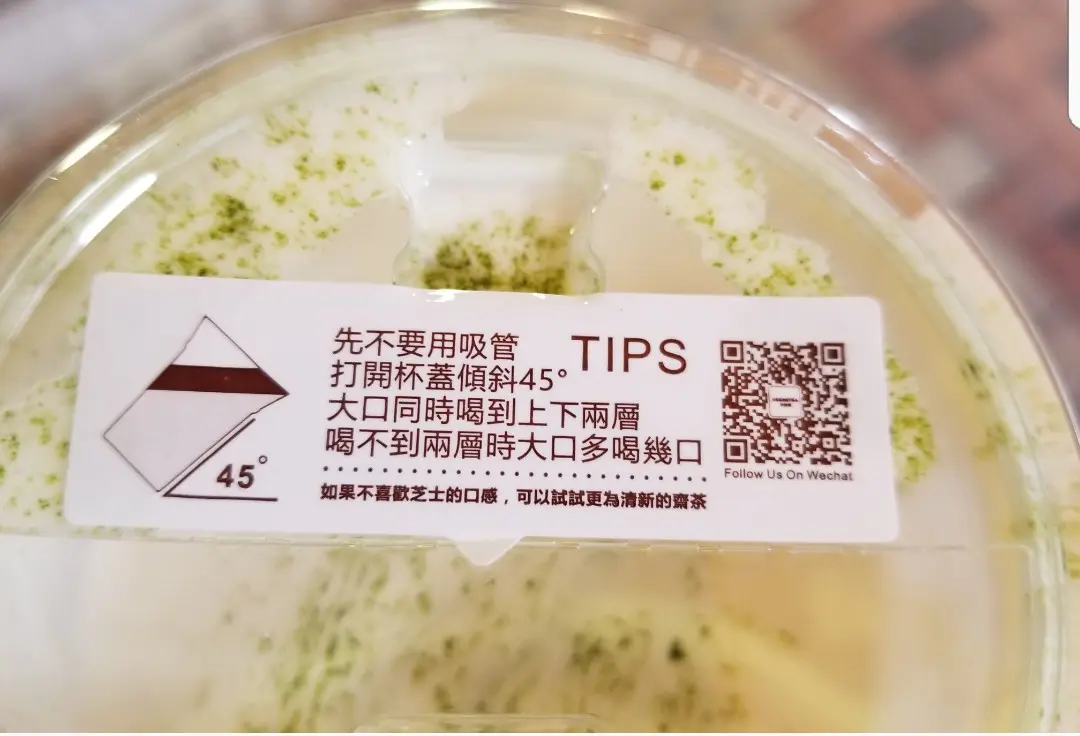 先不要用吸管
TIPS
打開杯蓋傾斜45°
大口同時喝到上下兩層
喝不到兩層時大口多喝幾口
如果不喜歡芝士的口感，可以試試更為清新的齋茶
45°
Follow Us On Wechat